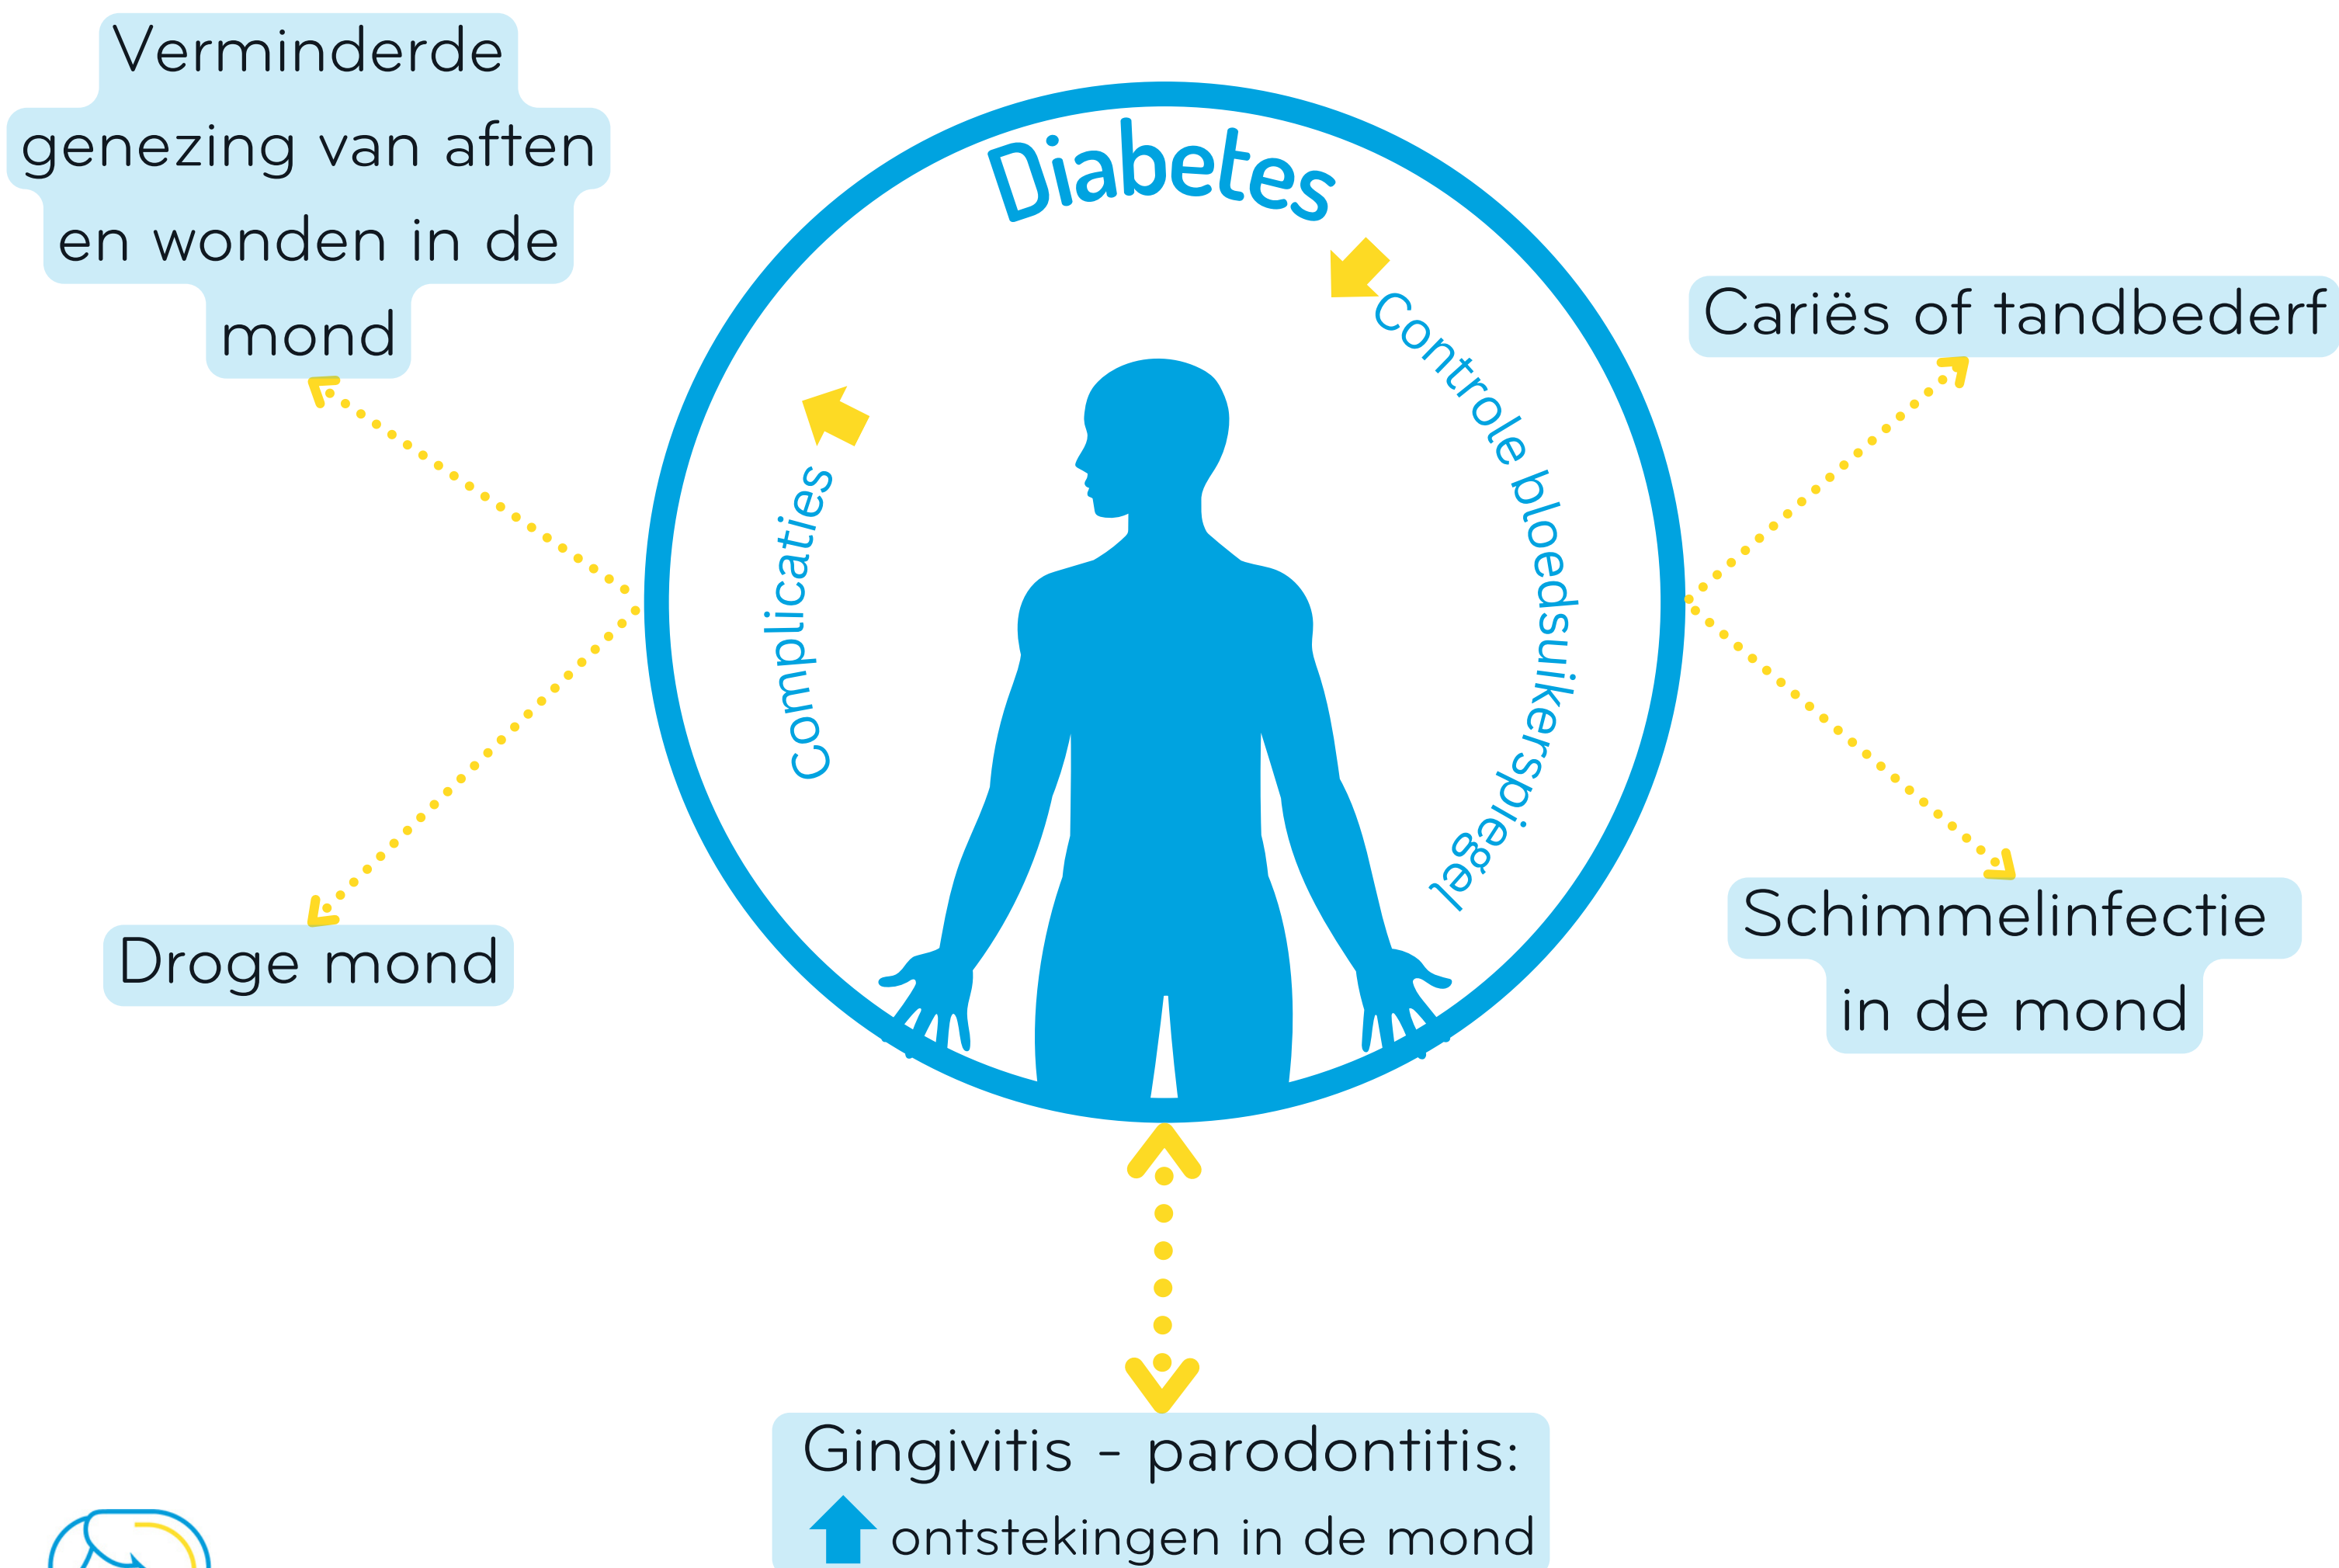 Verminderde
genezing van aften
en wonden in de
mond
Diabetes
Controle bloedsuikerspiegel
Complicaties
Cariës of tandbederf
Droge mond
Schimmelinfectie
in de mond
Gingivitis – parodontitis:
ontstekingen in de mond